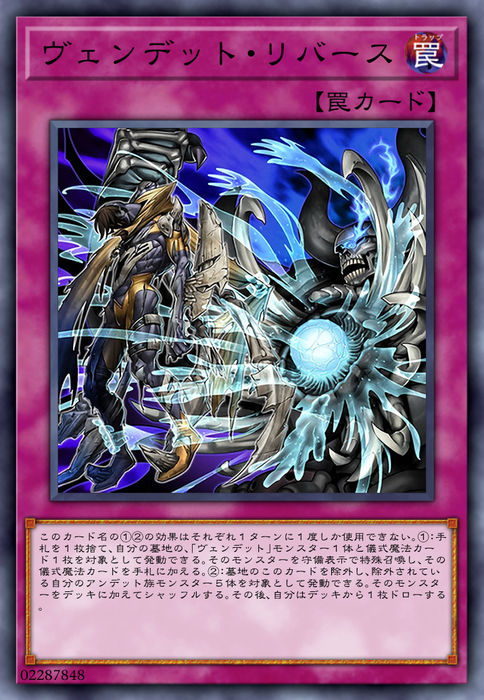 ヴェンデット・リバース
トラップ
罠
【罠カード】
このカード名の①②の効果はそれぞれ1ターンに1度しか使用できない。①：手
札を1枚捨て、自分の墓地の、「ヴェンデット」モンスター1体と儀式魔法カー
ド1枚を対象として発動できる。そのモンスターを守備表示で特殊召喚し、その
儀式魔法カードを手札に加える。②：墓地のこのカードを除外し、除外されてい
る自分のアンデット族モンスター5体を対象として発動できる。そのモンスター
をデッキに加えてシャッフルする。その後、自分はデッキから1枚ドローする
。
02287848